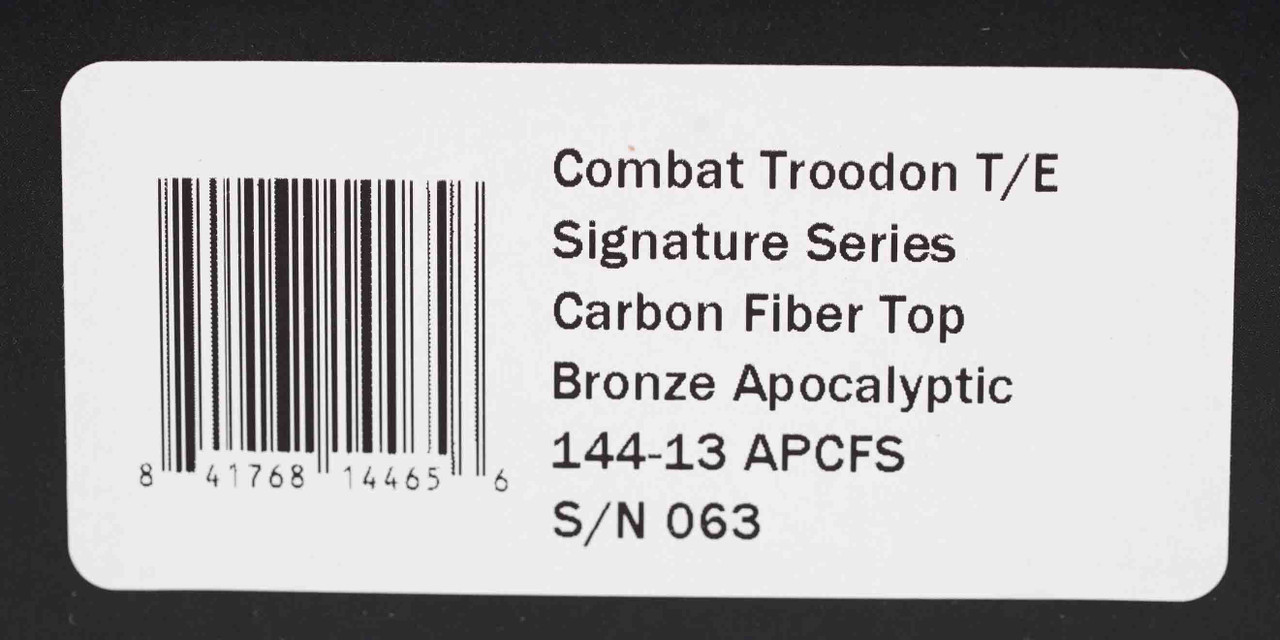 Combat Troodon T/E
Signature Series
Carbon Fiber Top
Bronze Apocalyptic
144-13 APCFS
S/N 063
8 41768 14465 6